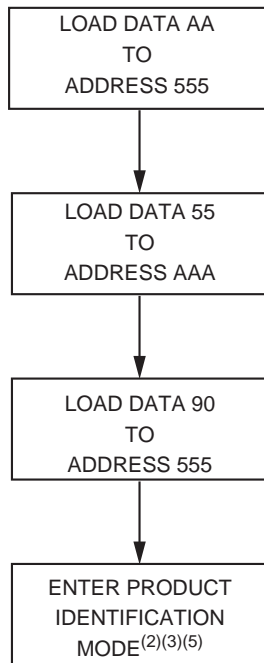 LOAD DATA AA
TO
ADDRESS 555
LOAD DATA 55
TO
ADDRESS AAA
LOAD DATA 90
TO
ADDRESS 555
ENTER PRODUCT
IDENTIFICATION
MODE(2)(3)(5)